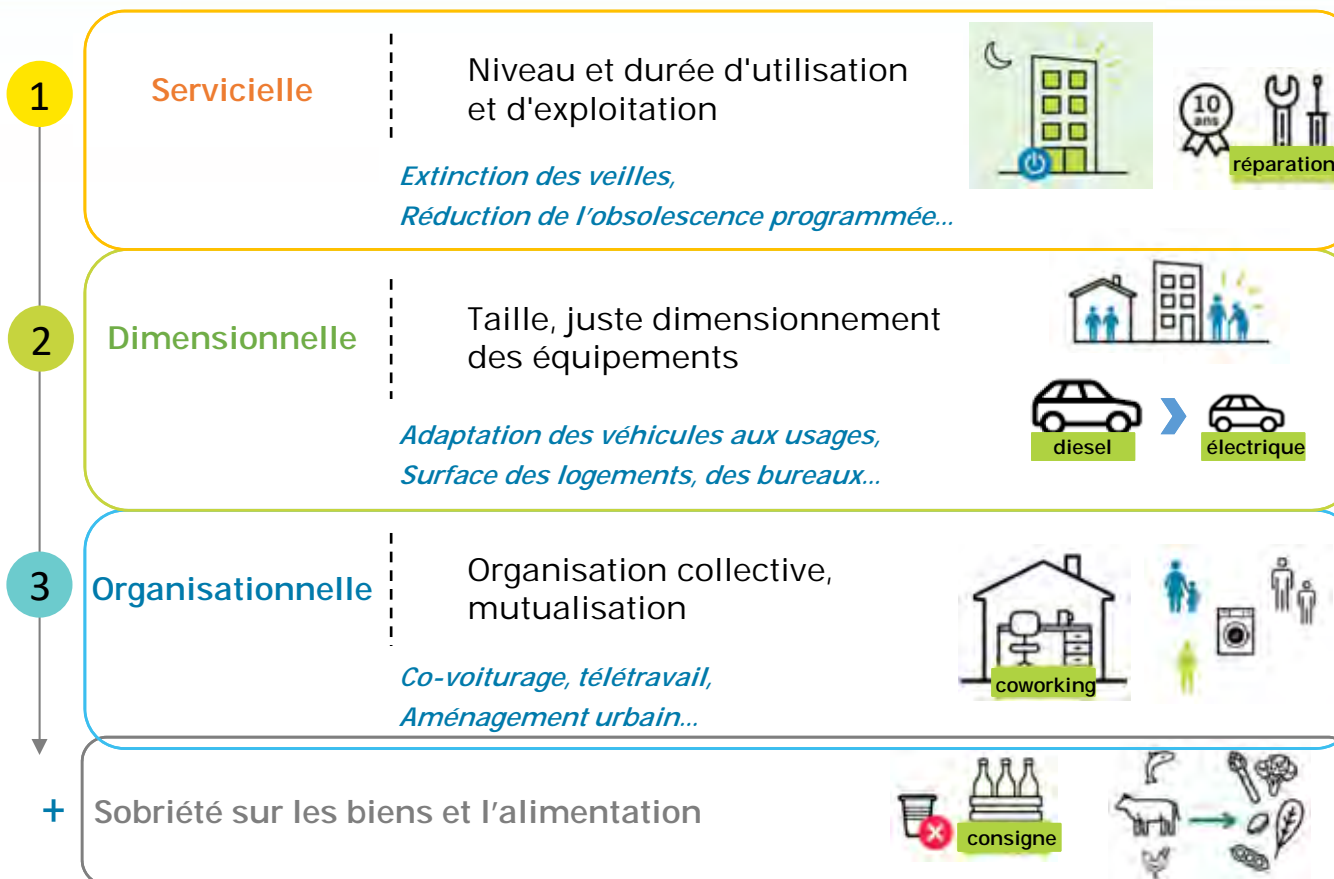 1
Servicielle
Niveau et durée d'utilisation
et d'exploitation
Extinction des veilles,
Réduction de l’obsolescence programmée...
10
ans
réparation
2
Dimensionnelle
Taille, juste dimensionnement
des équipements
Adaptation des véhicules aux usages,
Surface des logements, des bureaux...
diesel
électrique
3
Organisationnelle
Organisation collective,
mutualisation
Co-voiturage, télétravail,
Aménagement urbain...
coworking
+
Sobriété sur les biens et l’alimentation
consigne